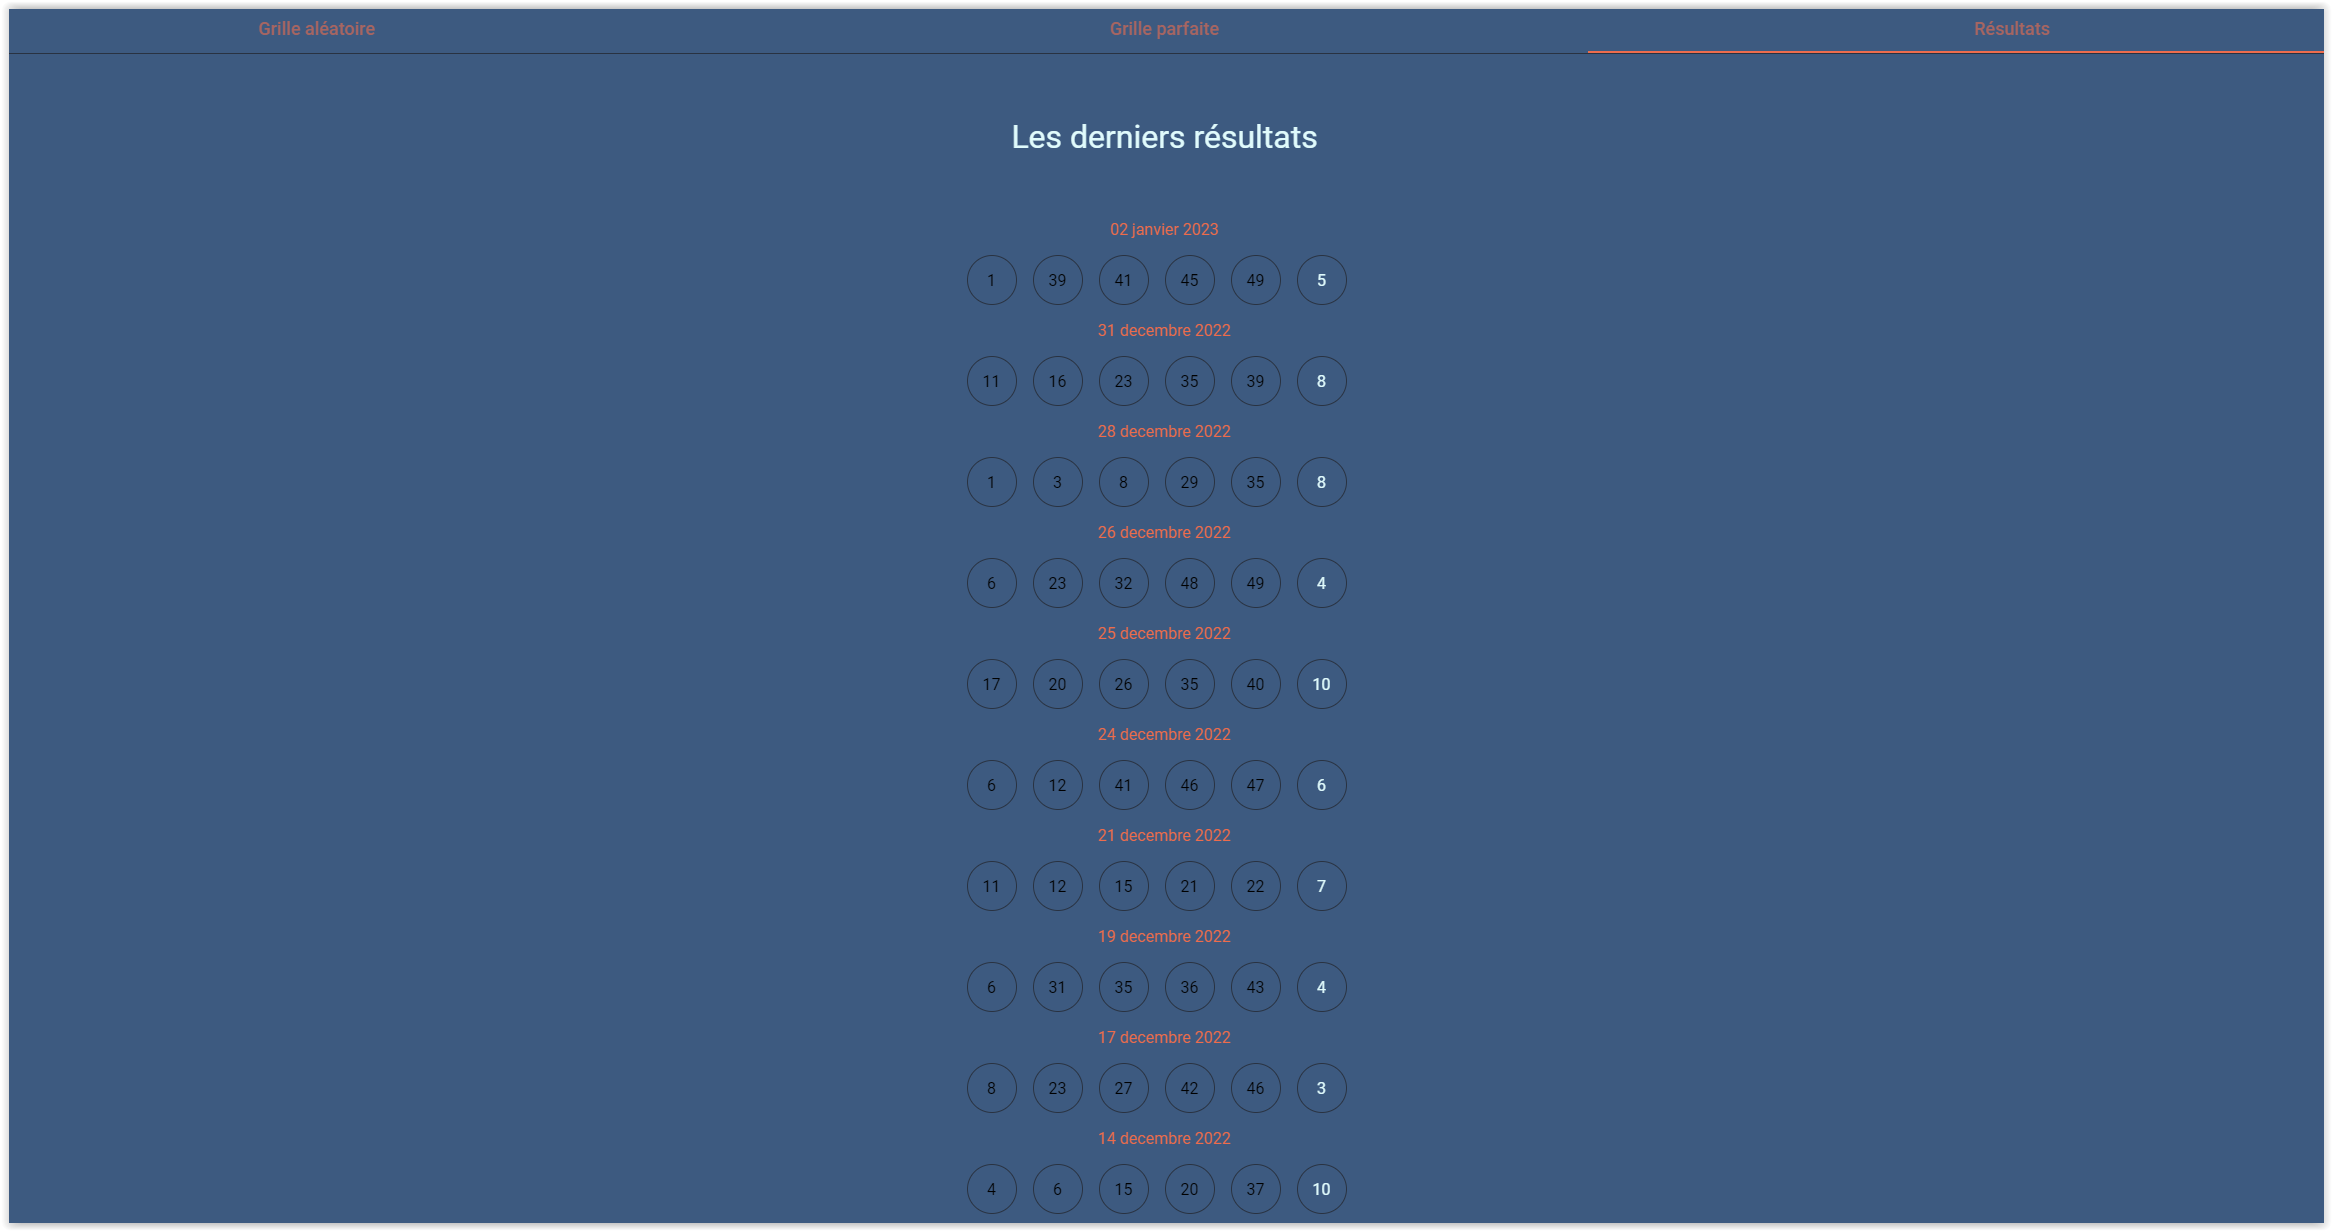 Grille aléatoire Grille parfaite Résultats
Les derniers résultats
02 janvier 2023
1 39 41 45 49 5
31 decembre 2022
11 16 23 35 39 8
28 decembre 2022
1 3 8 29 35 8
26 decembre 2022
6 23 32 48 49 4
25 decembre 2022
17 20 26 35 40 10
24 decembre 2022
6 12 41 46 47 6
21 decembre 2022
11 12 15 21 22 7
19 decembre 2022
6 31 35 36 43 4
17 decembre 2022
8 23 27 42 46 3
14 decembre 2022
4 6 15 20 37 10